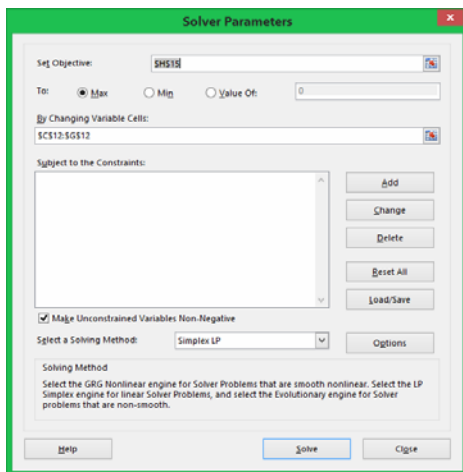 Solver Parameters
x
Set Objective: $H$15
To: Max Min Value Of: 0
By Changing Variable Cells:
$C$12:$G$12
Subject to the Constraints:
Add
Change
Delete
Reset All
Load/Save
Make Unconstrained Variables Non-Negative
Select a Solving Method: Simplex LP Options
Solving Method
Select the GRG Nonlinear engine for Solver Problems that are smooth nonlinear. Select the LP
Simplex engine for linear Solver Problems, and select the Evolutionary engine for Solver
problems that are non-smooth.
Help Solve Close